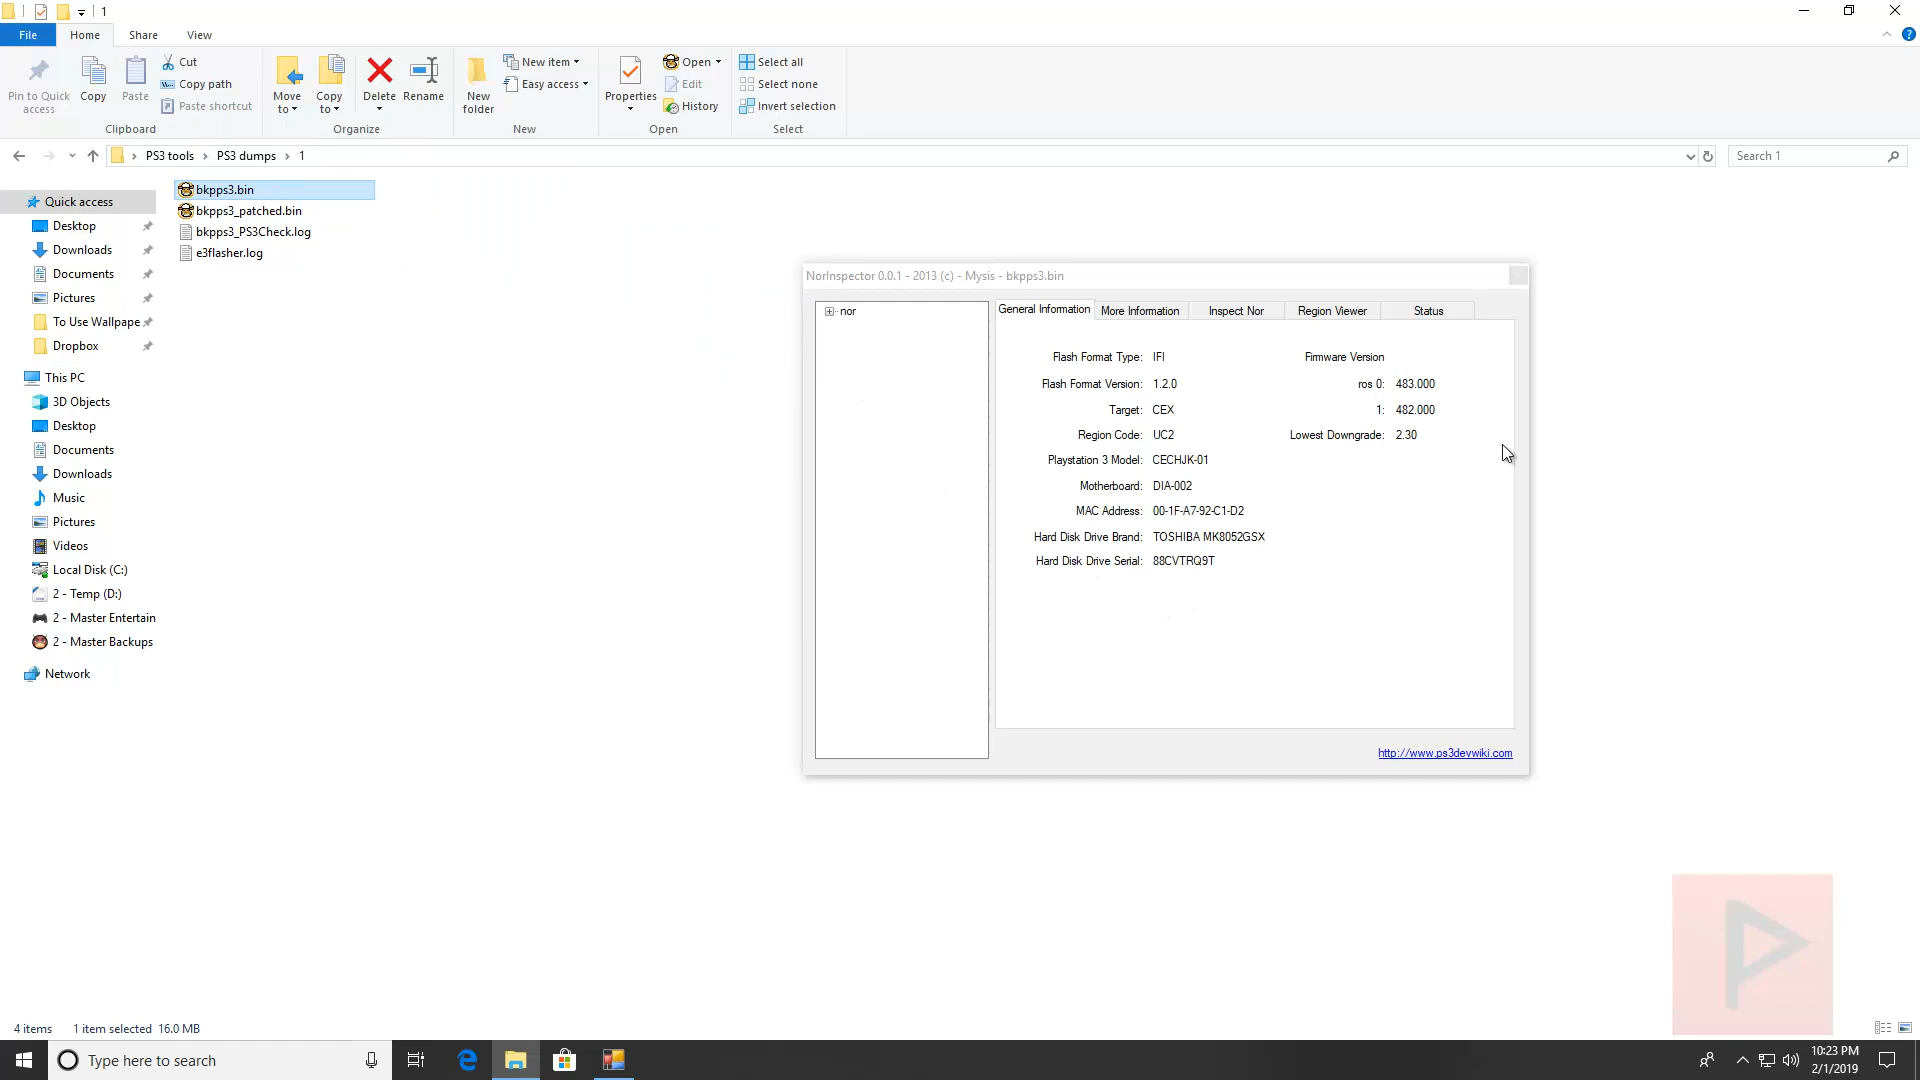 1
File Home Share View
Pin to Quick access
Copy
Paste
Cut
Copy path
Paste shortcut
Clipboard
Move to
Copy to
Delete
Rename
Organize
New folder
New item
Easy access
New
Properties
Open
Edit
History
Open
Select all
Select none
Invert selection
Select
PS3 tools PS3 dumps 1
Search 1
Quick access
Desktop
Downloads
Documents
Pictures
To Use Wallpape
Dropbox
This PC
3D Objects
Desktop
Documents
Downloads
Music
Pictures
Videos
Local Disk (C:)
2 - Temp (D:)
2 - Master Entertain
2 - Master Backups
Network
bkpps3.bin
bkpps3_patched.bin
bkpps3_PS3Check.log
e3flasher.log
NorInspector 0.0.1 - 2013 (c) - Mysis - bkpps3.bin
nor
General Information More Information Inspect Nor Region Viewer Status
Flash Format Type: IFI Firmware Version
Flash Format Version: 1.2.0 ros 0: 483.000
Target: CEX 1: 482.000
Region Code: UC2 Lowest Downgrade: 2.30
Playstation 3 Model: CECHJK-01
Motherboard: DIA-002
MAC Address: 00-1F-A7-92-C1-D2
Hard Disk Drive Brand: TOSHIBA MK8052GSX
Hard Disk Drive Serial: 88CVTRQ9T
http://www.ps3devwiki.com
4 items 1 item selected 16.0 MB
Type here to search
10:23 PM
2/1/2019